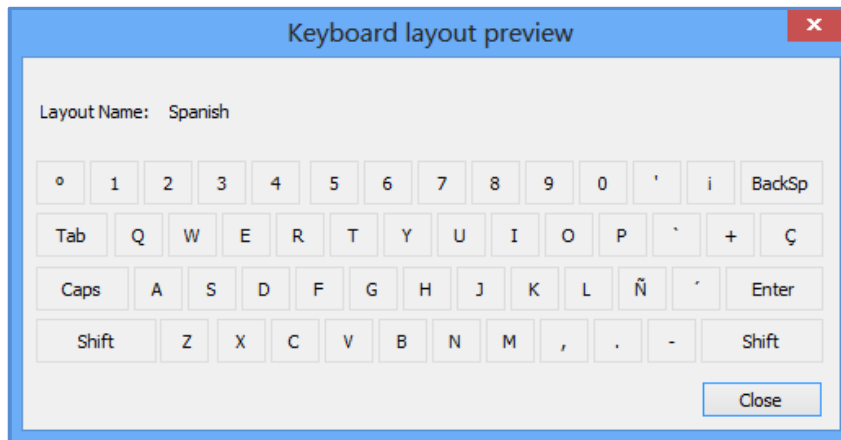 Keyboard layout preview
x
Layout Name: Spanish
º 1 2 3 4 5 6 7 8 9 0 ' ¡ BackSp
Tab Q W E R T Y U I O P ` + Ç
Caps A S D F G H J K L Ñ ´ Enter
Shift Z X C V B N M , . - Shift
Close